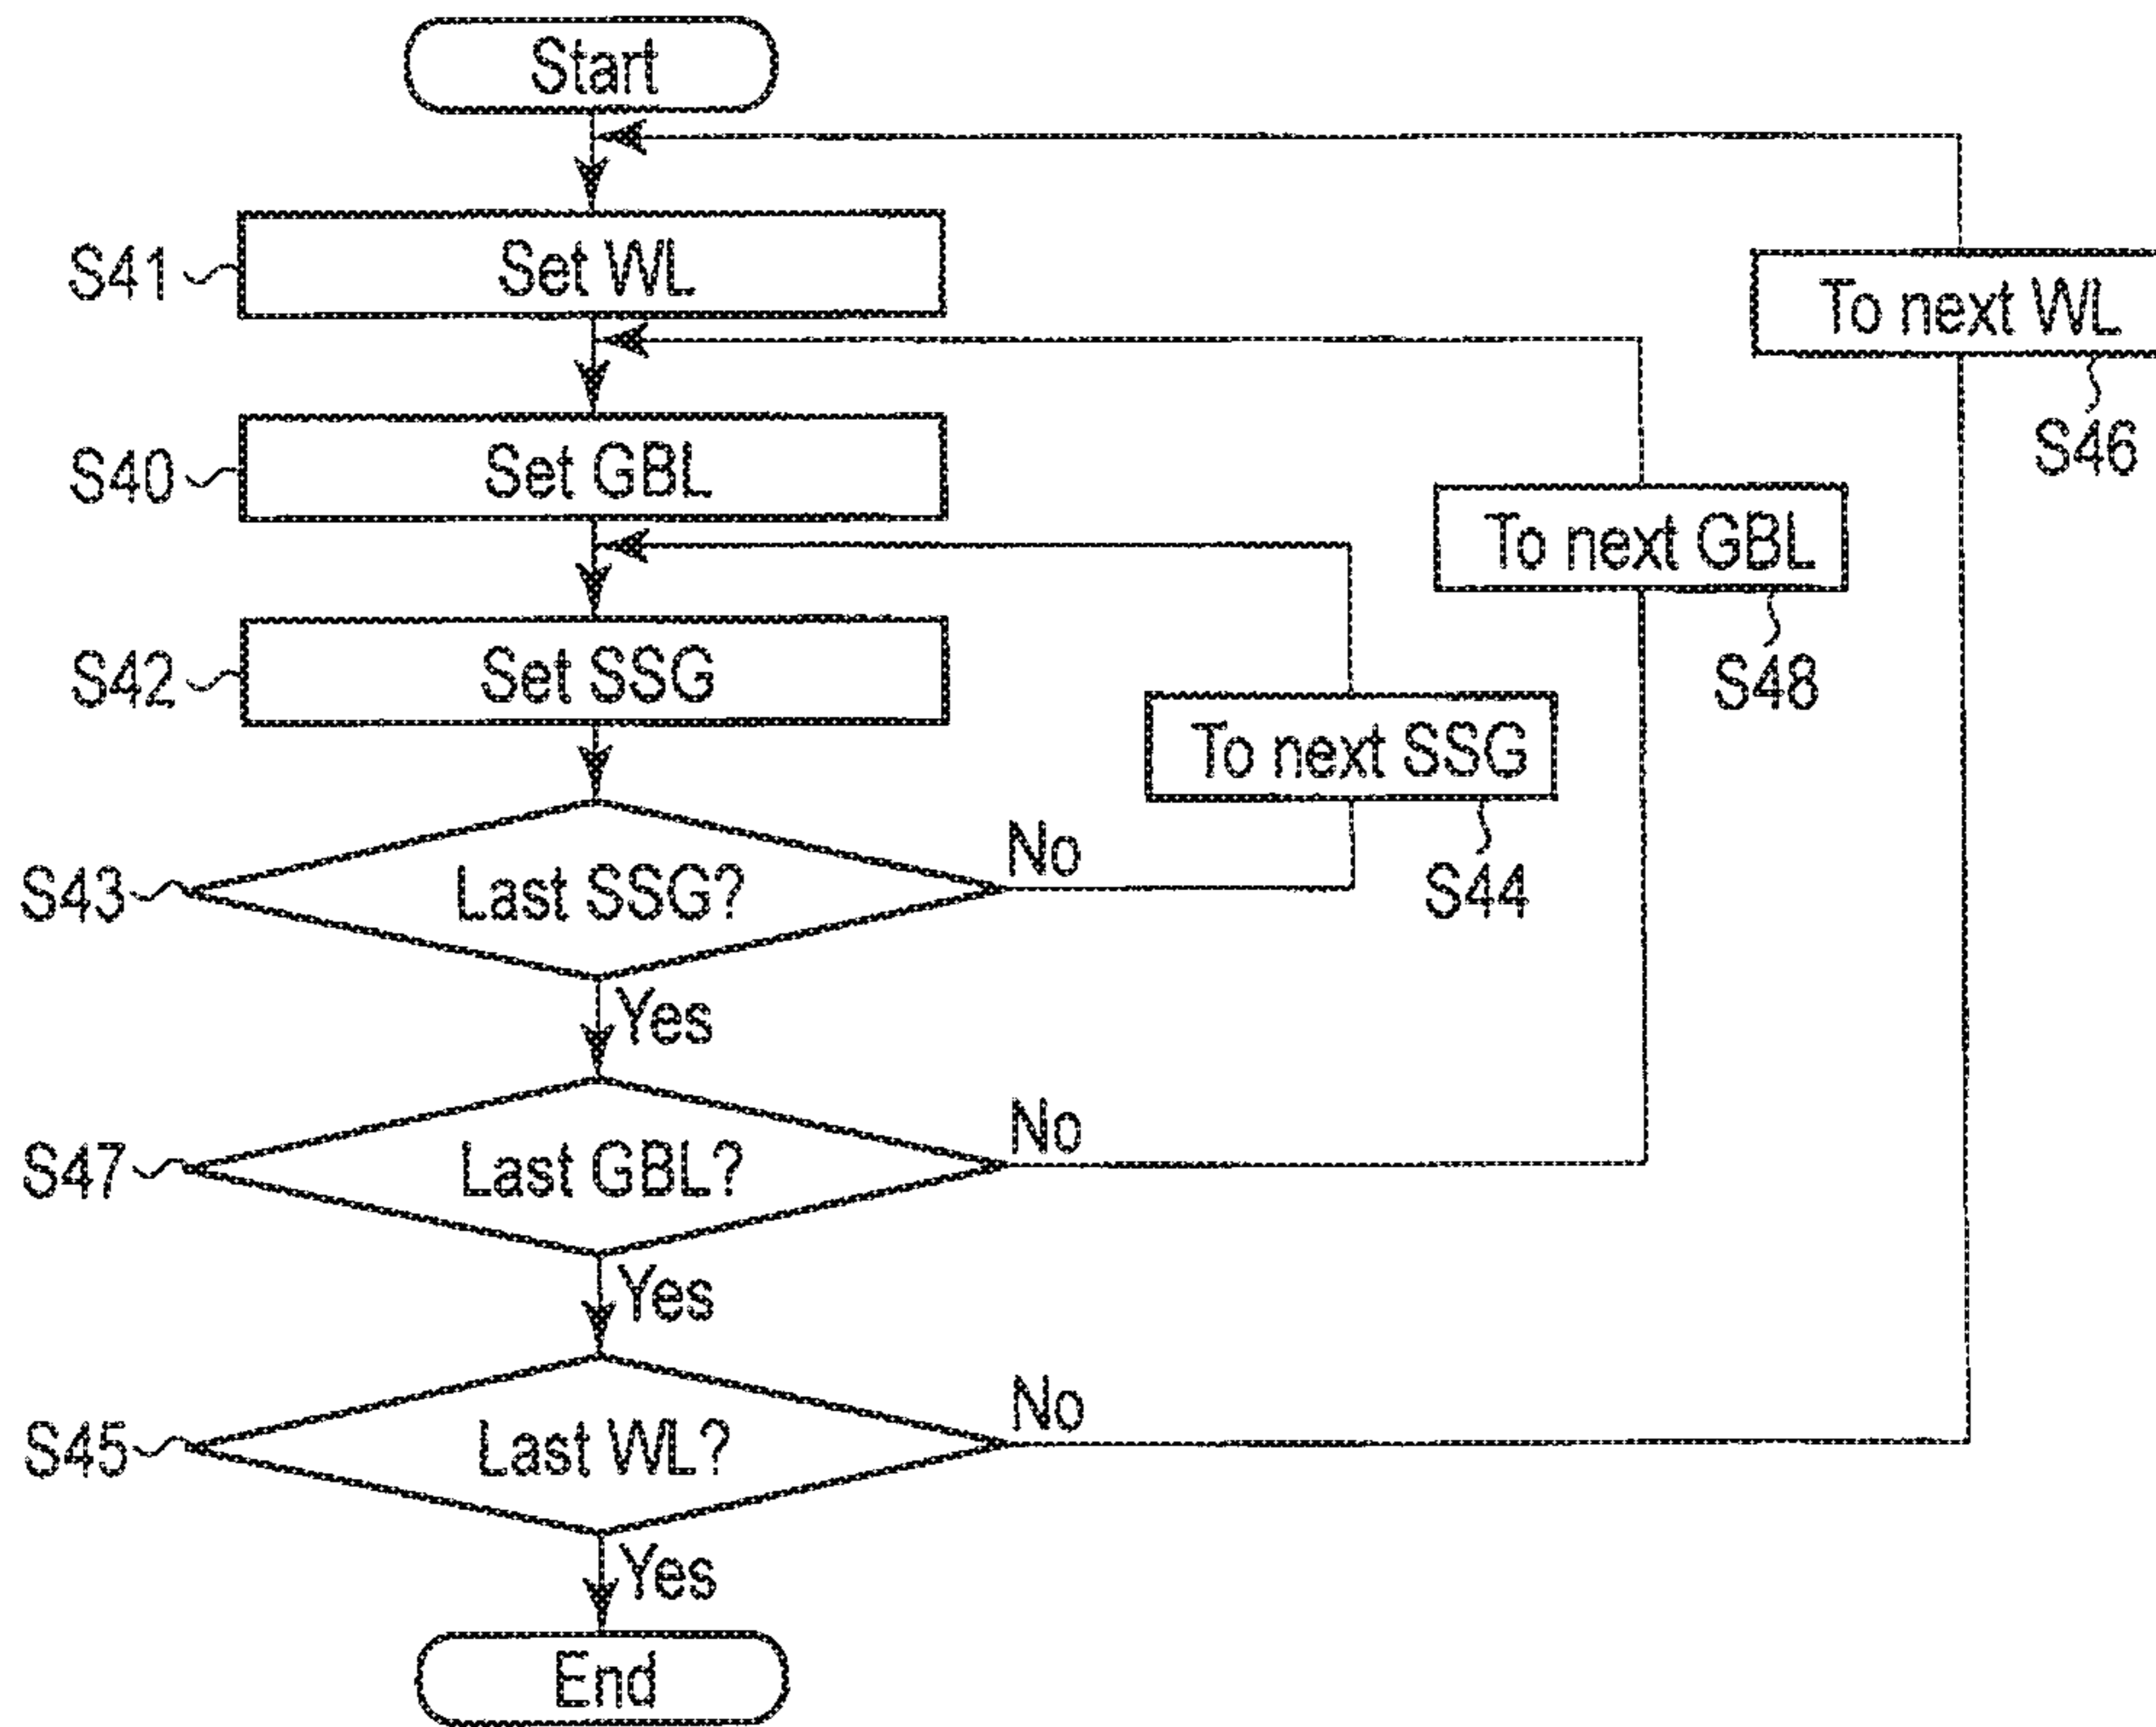 Start
S41
Set WL
To next WL
S46
S40
Set GBL
To next GBL
S48
S42
Set SSG
To next SSG
S44
S43
Last SSG?
No
Yes
S47
Last GBL?
No
Yes
S45
Last WL?
No
Yes
End